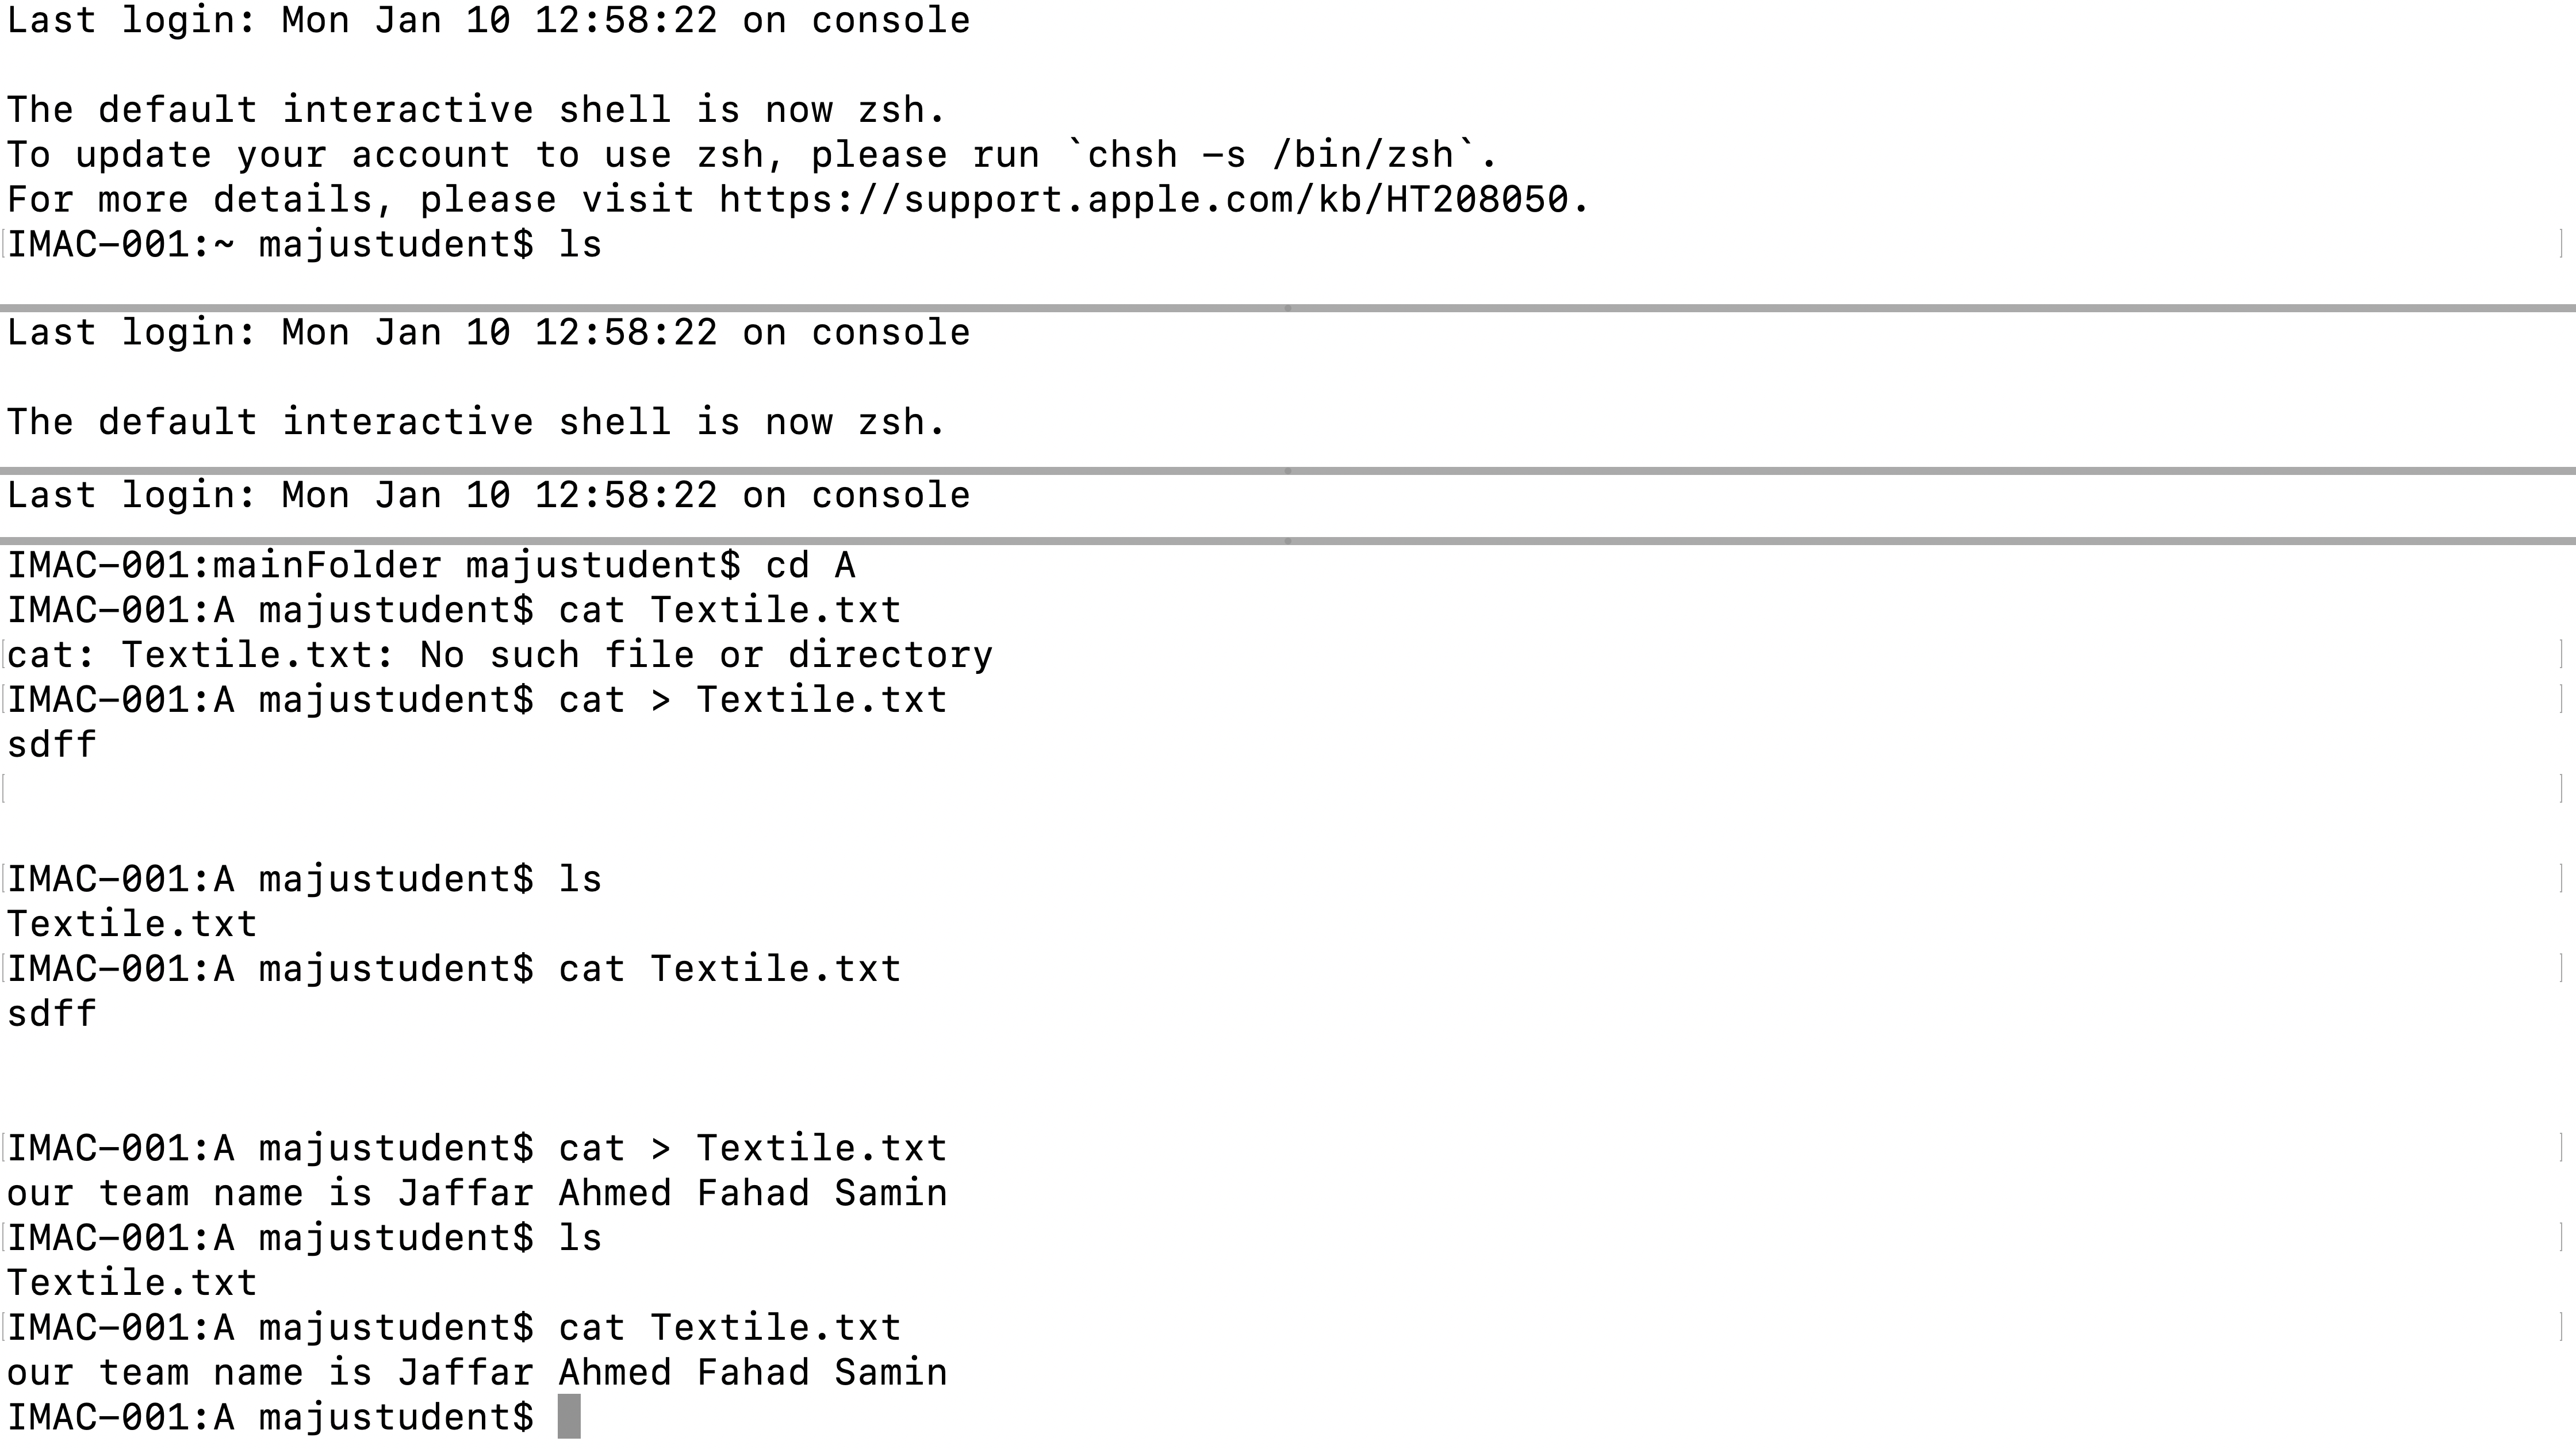 Last login: Mon Jan 10 12:58:22 on console
The default interactive shell is now zsh.
To update your account to use zsh, please run `chsh -s /bin/zsh`.
For more details, please visit https://support.apple.com/kb/HT208050.
IMAC-001:~ majustudent$ ls
Last login: Mon Jan 10 12:58:22 on console
The default interactive shell is now zsh.
Last login: Mon Jan 10 12:58:22 on console
IMAC-001:mainFolder majustudent$ cd A
IMAC-001:A majustudent$ cat Textile.txt
cat: Textile.txt: No such file or directory
IMAC-001:A majustudent$ cat > Textile.txt
sdff
IMAC-001:A majustudent$ ls
Textile.txt
IMAC-001:A majustudent$ cat Textile.txt
sdff
IMAC-001:A majustudent$ cat > Textile.txt
our team name is Jaffar Ahmed Fahad Samin
IMAC-001:A majustudent$ ls
Textile.txt
IMAC-001:A majustudent$ cat Textile.txt
our team name is Jaffar Ahmed Fahad Samin
IMAC-001:A majustudent$